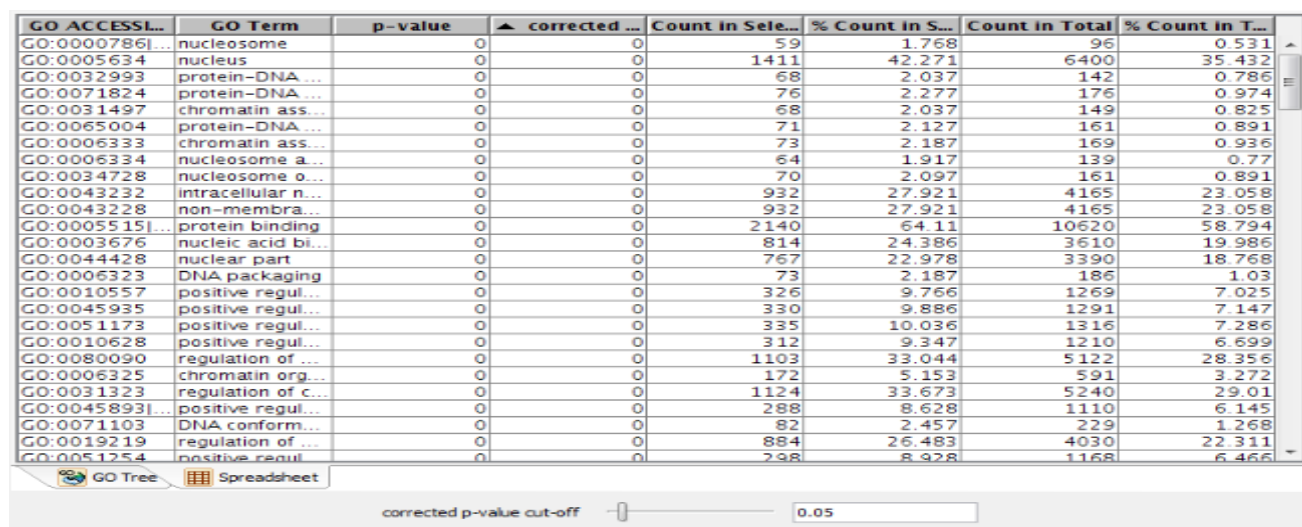 GO ACCESSI... GO Term p-value corrected ... Count in Sele... % Count in S... Count in Total % Count in T...
GO:0000786|... nucleosome 0 0 59 1.768 96 0.531
GO:0005634 nucleus 0 0 1411 42.271 6400 35.432
GO:0032993 protein-DNA ... 0 0 68 2.037 142 0.786
GO:0071824 protein-DNA ... 0 0 76 2.277 176 0.974
GO:0031497 chromatin ass... 0 0 68 2.037 149 0.825
GO:0065004 protein-DNA ... 0 0 71 2.127 161 0.891
GO:0006333 chromatin ass... 0 0 73 2.187 169 0.936
GO:0006334 nucleosome a... 0 0 64 1.917 139 0.77
GO:0034728 nucleosome o... 0 0 70 2.097 161 0.891
GO:0043232 intracellular n... 0 0 932 27.921 4165 23.058
GO:0043228 non-membra... 0 0 932 27.921 4165 23.058
GO:0005515|... protein binding 0 0 2140 64.11 10620 58.794
GO:0003676 nucleic acid bi... 0 0 814 24.386 3610 19.986
GO:0044428 nuclear part 0 0 767 22.978 3390 18.768
GO:0006323 DNA packaging 0 0 73 2.187 186 1.03
GO:0010557 positive regul... 0 0 326 9.766 1269 7.025
GO:0045935 positive regul... 0 0 330 9.886 1291 7.147
GO:0051173 positive regul... 0 0 335 10.036 1316 7.286
GO:0010628 positive regul... 0 0 312 9.347 1210 6.699
GO:0080090 regulation of ... 0 0 1103 33.044 5122 28.356
GO:0006325 chromatin org... 0 0 172 5.153 591 3.272
GO:0031323 regulation of c... 0 0 1124 33.673 5240 29.01
GO:0045893|... positive regul... 0 0 288 8.628 1110 6.145
GO:0071103 DNA conform... 0 0 82 2.457 229 1.268
GO:0019219 regulation of ... 0 0 884 26.483 4030 22.311
GO:0051254 positive regul... 0 0 298 8.928 1168 6.466
GO Tree Spreadsheet
corrected p-value cut-off 0.05